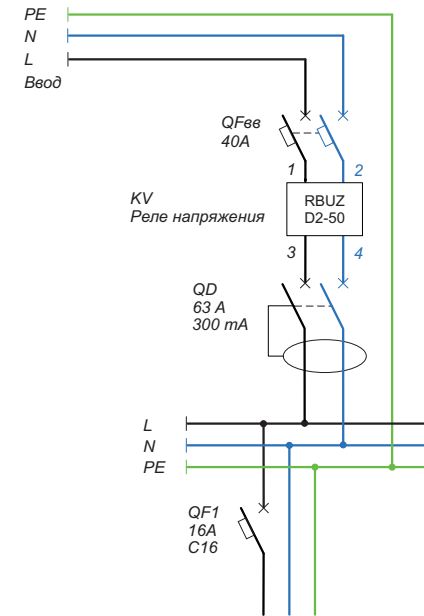 PE
N
L
Ввод
QFвв
40A
1
2
KV
Реле напряжения
RBUZ
D2-50
3
4
QD
63 A
300 mA
L
N
PE
QF1
16A
C16